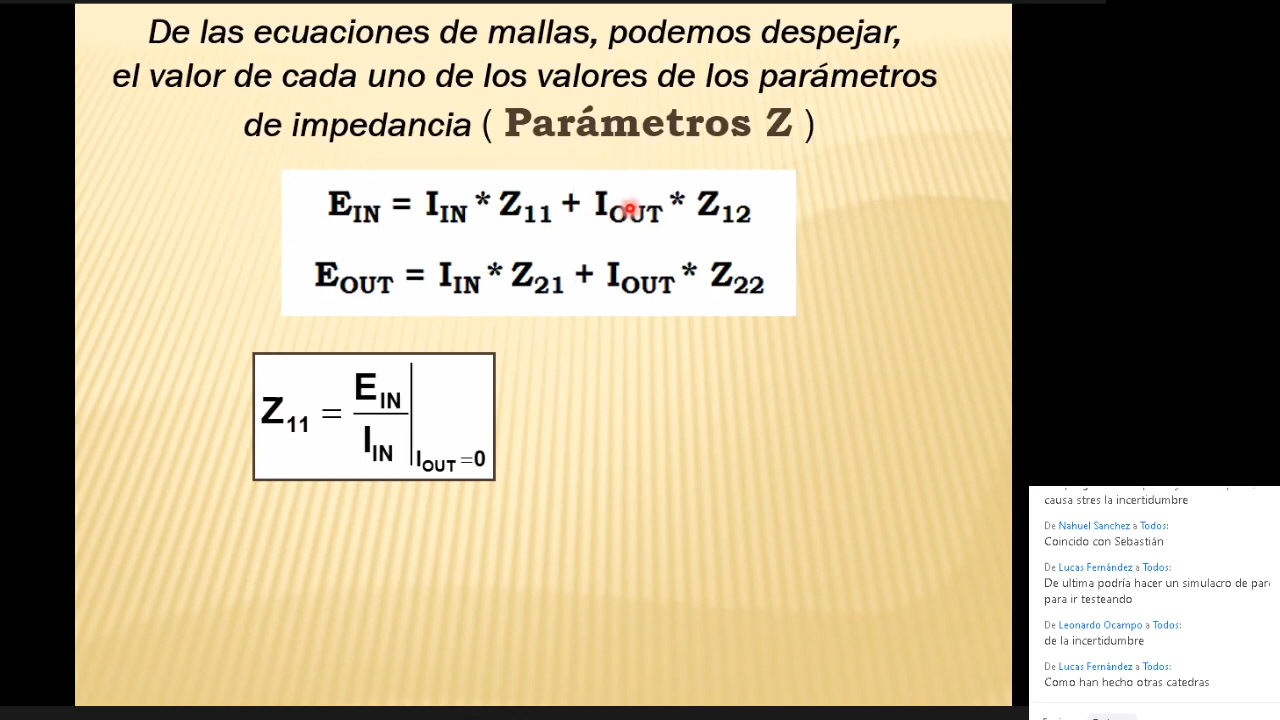 De las ecuaciones de mallas, podemos despejar,
el valor de cada uno de los valores de los parámetros
de impedancia ( Parámetros Z )
E_IN = I_IN * Z_11 + I_OUT * Z_12
E_OUT = I_IN * Z_21 + I_OUT * Z_22
Z_11 = E_IN / I_IN | I_OUT =0
causa stres la incertidumbre
De Nahuel Sanchez a Todos:
Coincido con Sebastián
De Lucas Fernández a Todos:
De ultima podría hacer un simulacro de par
para ir testeando
De Leonardo Ocampo a Todos:
de la incertidumbre
De Lucas Fernández a Todos:
Como han hecho otras catedras